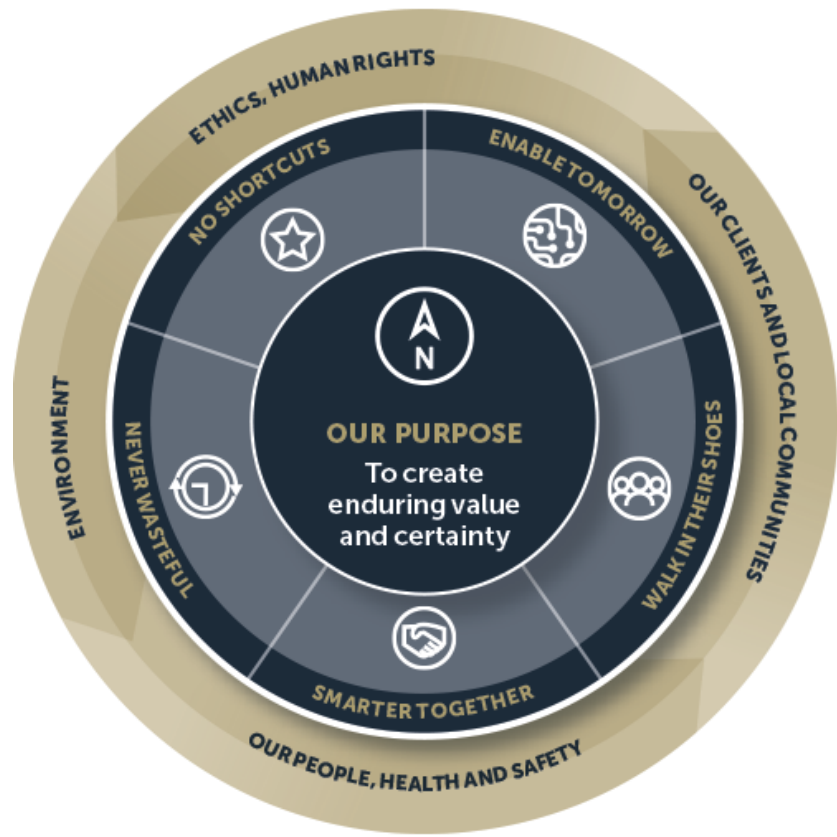 ETHICS, HUMAN RIGHTS
OUR CLIENTS AND LOCAL COMMUNITIES
OUR PEOPLE, HEALTH AND SAFETY
ENVIRONMENT
NO SHORTCUTS
ENABLE TOMORROW
WALK IN THEIR SHOES
SMARTER TOGETHER
NEVER WASTEFUL
N
OUR PURPOSE
To create
enduring value
and certainty